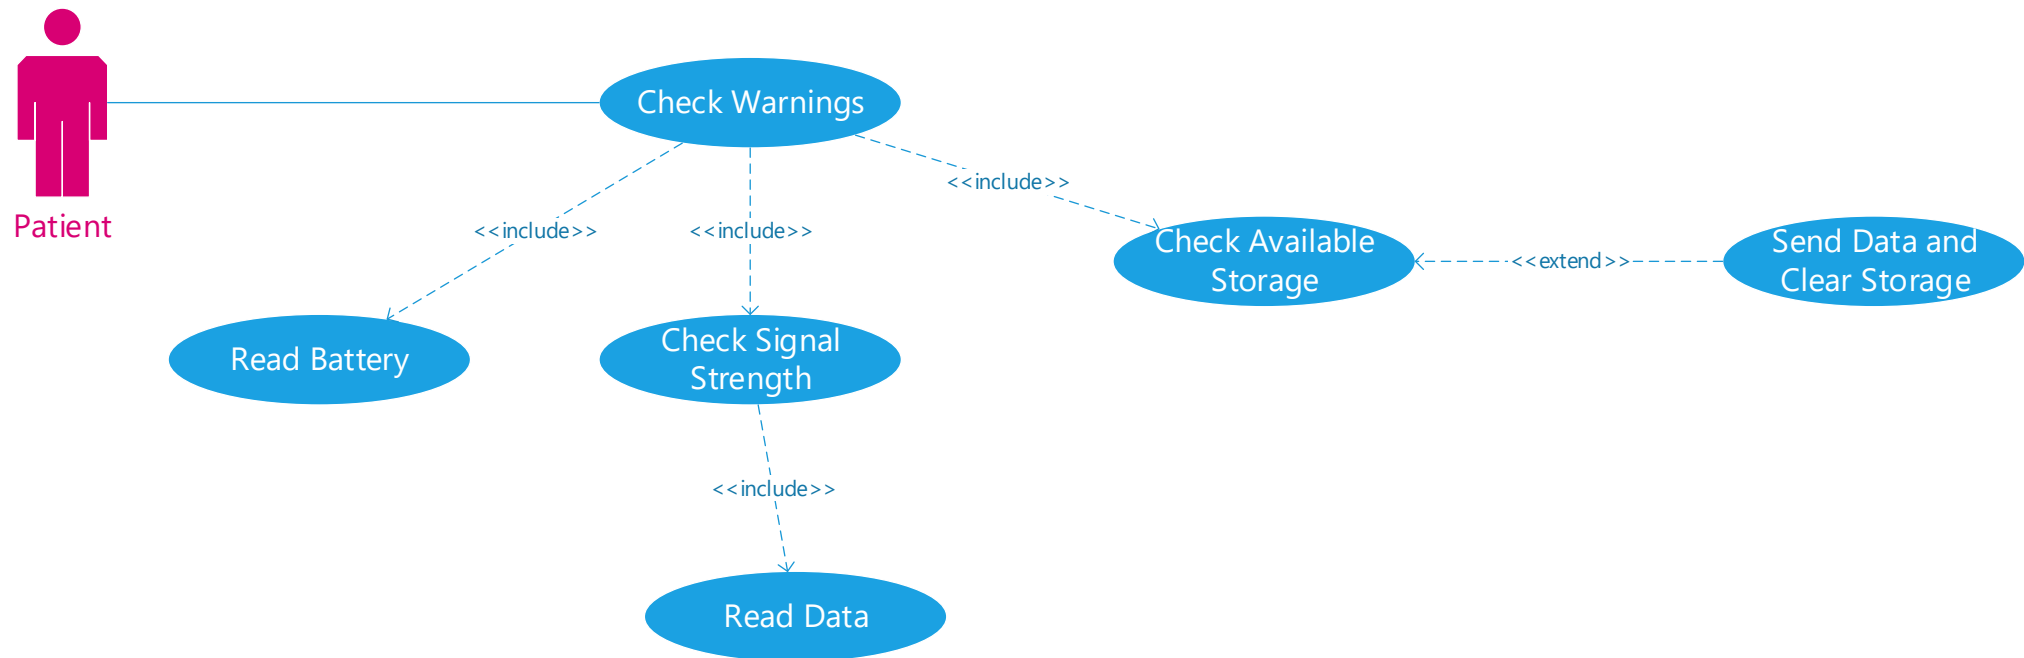 Check Warnings
Patient
<<include>>
<<include>>
<<include>>
Check Available
Storage
<<extend>>
Send Data and
Clear Storage
Read Battery
Check Signal
Strength
<<include>>
Read Data